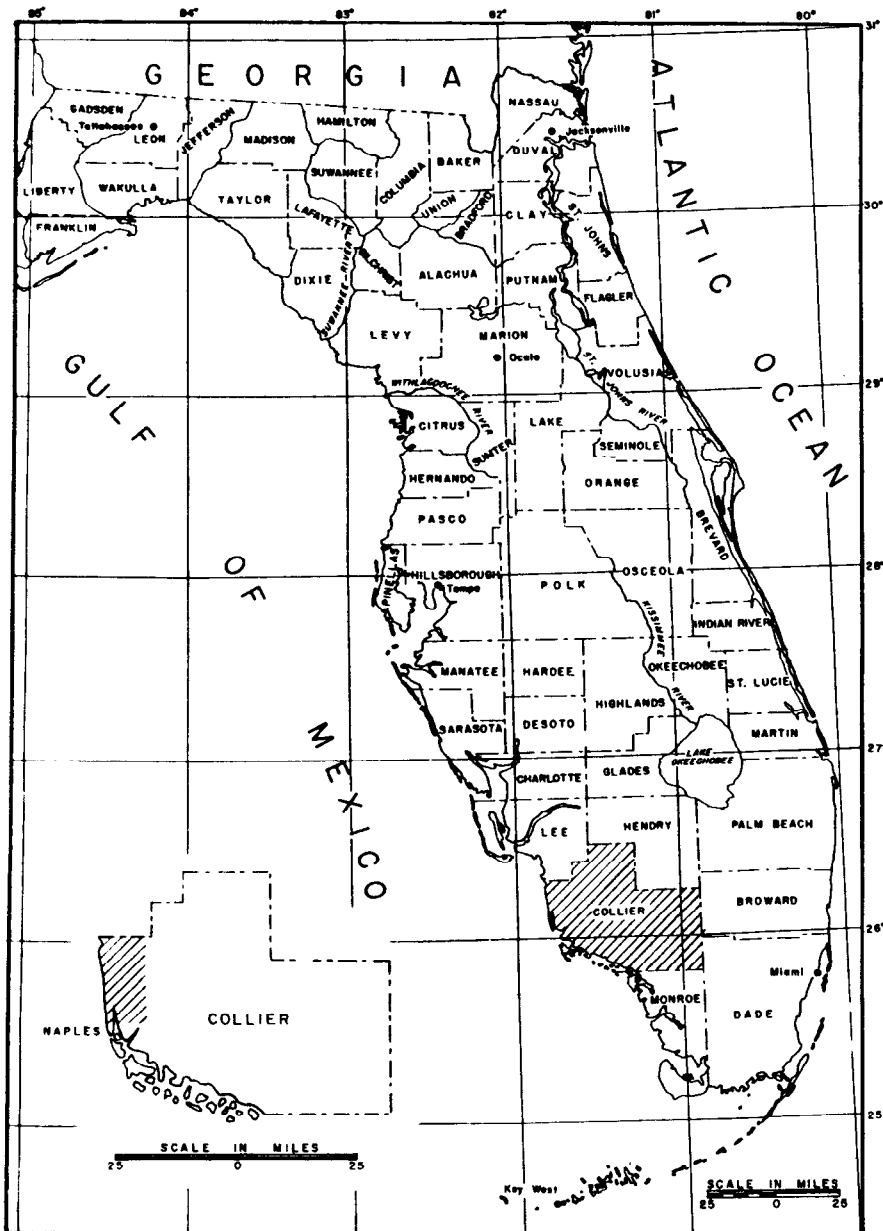 85° 84° 83° 82° 81° 80°
31°
GEORGIA
ATLANTIC
OCEAN
NASSAU
GADSDEN
Tallahassee
LEON
JEFFERSON
HAMILTON
MADISON
Jacksonville
DUVAL
BAKER
COLUMBIA
SUWANNEE
LIBERTY
WAKULLA
TAYLOR
LAFAYETTE
UNION
BRADFORD
CLAY
ST. JOHNS
30°
FRANKLIN
GILCHRIST
ALACHUA
PUTNAM
DIXIE
SUWANNEE RIVER
FLAGLER
LEVY
MARION
Ocala
ST. JOHNS RIVER
VOLUSIA
29°
GULF
OF
MEXICO
WITHLACOOCHEE RIVER
CITRUS
LAKE
SUMTER
SEMINOLE
HERNANDO
ORANGE
PASCO
BREVARD
28°
PINELLAS
HILLSBOROUGH
Tampa
POLK
OSCEOLA
KISSIMMEE RIVER
INDIAN RIVER
MANATEE
HARDEE
OKEECHOBEE
ST. LUCIE
HIGHLANDS
SARASOTA
DESOTO
MARTIN
27°
CHARLOTTE
GLADES
LAKE
OKEECHOBEE
LEE
HENDRY
PALM BEACH
COLLIER
BROWARD
26°
Miami
MONROE
DADE
COLLIER
NAPLES
25°
SCALE IN MILES
25 0 25
Key West
SCALE IN MILES
25 0 25